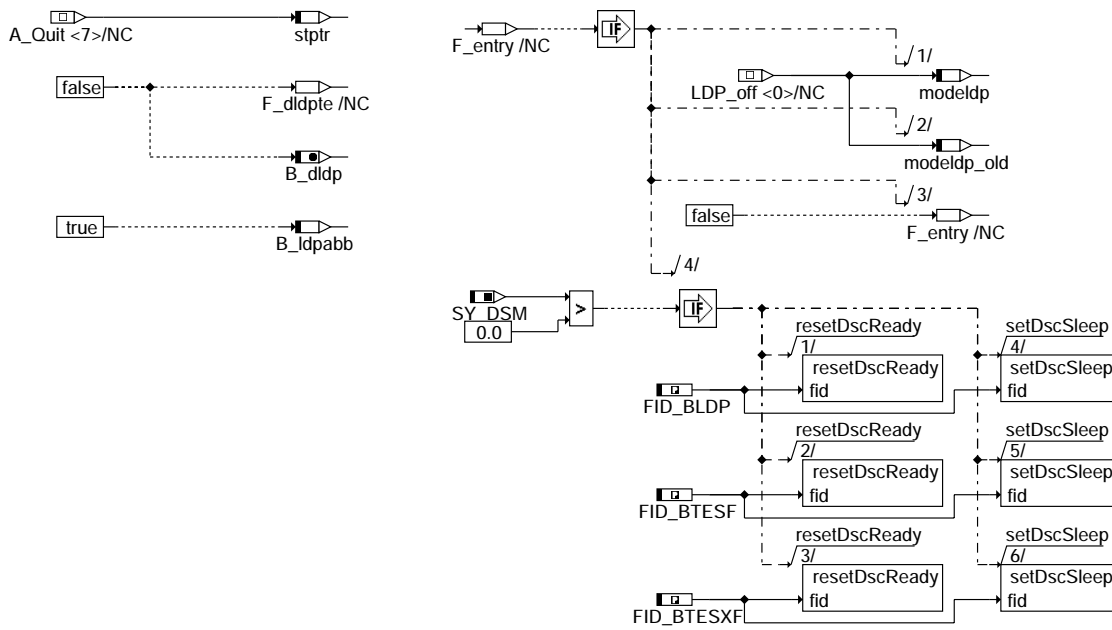 A_Quit <7>/NC
stptr
false
F_dldpte /NC
B_dldp
true
B_ldpabb
F_entry /NC
IF
1/
LDP_off <0>/NC
modeldp
2/
modeldp_old
3/
false
F_entry /NC
4/
SY_DSM
0.0
>
IF
resetDscReady
1/
resetDscReady
fid
setDscSleep
4/
setDscSleep
fid
FID_BLDP
resetDscReady
2/
resetDscReady
fid
setDscSleep
5/
setDscSleep
fid
FID_BTESF
resetDscReady
3/
resetDscReady
fid
setDscSleep
6/
setDscSleep
fid
FID_BTESXF